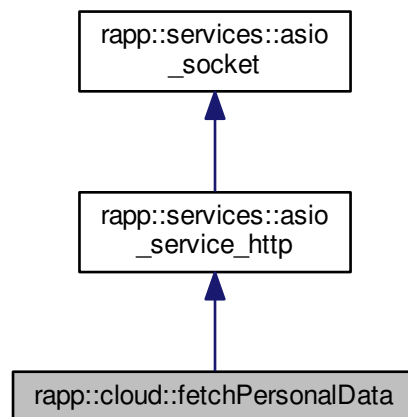 rapp::services::asio
_socket
rapp::services::asio
_service_http
rapp::cloud::fetchPersonalData